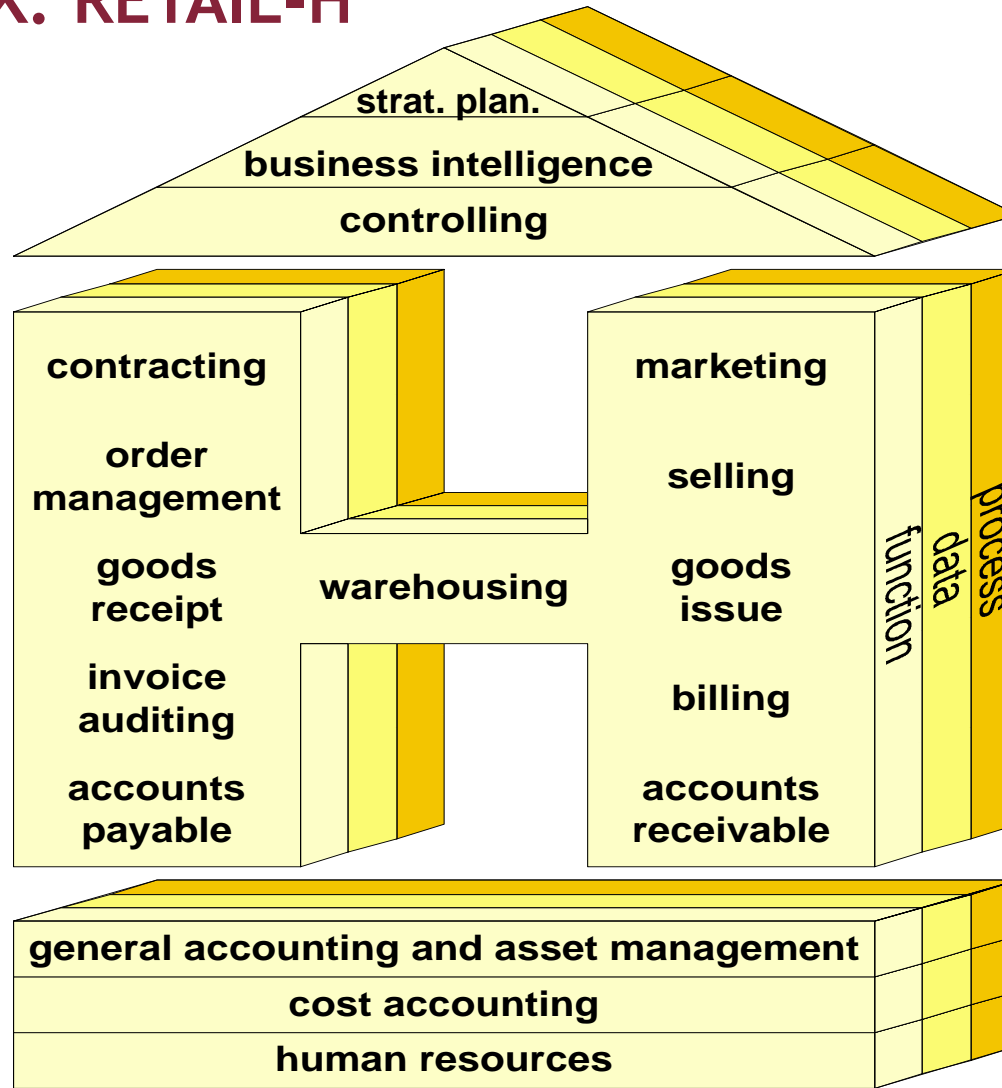 X: RETAIL-H
strat. plan.
business intelligence
controlling
contracting
order
management
goods
receipt
invoice
auditing
accounts
payable
warehousing
marketing
selling
goods
issue
billing
accounts
receivable
function
data
process
general accounting and asset management
cost accounting
human resources